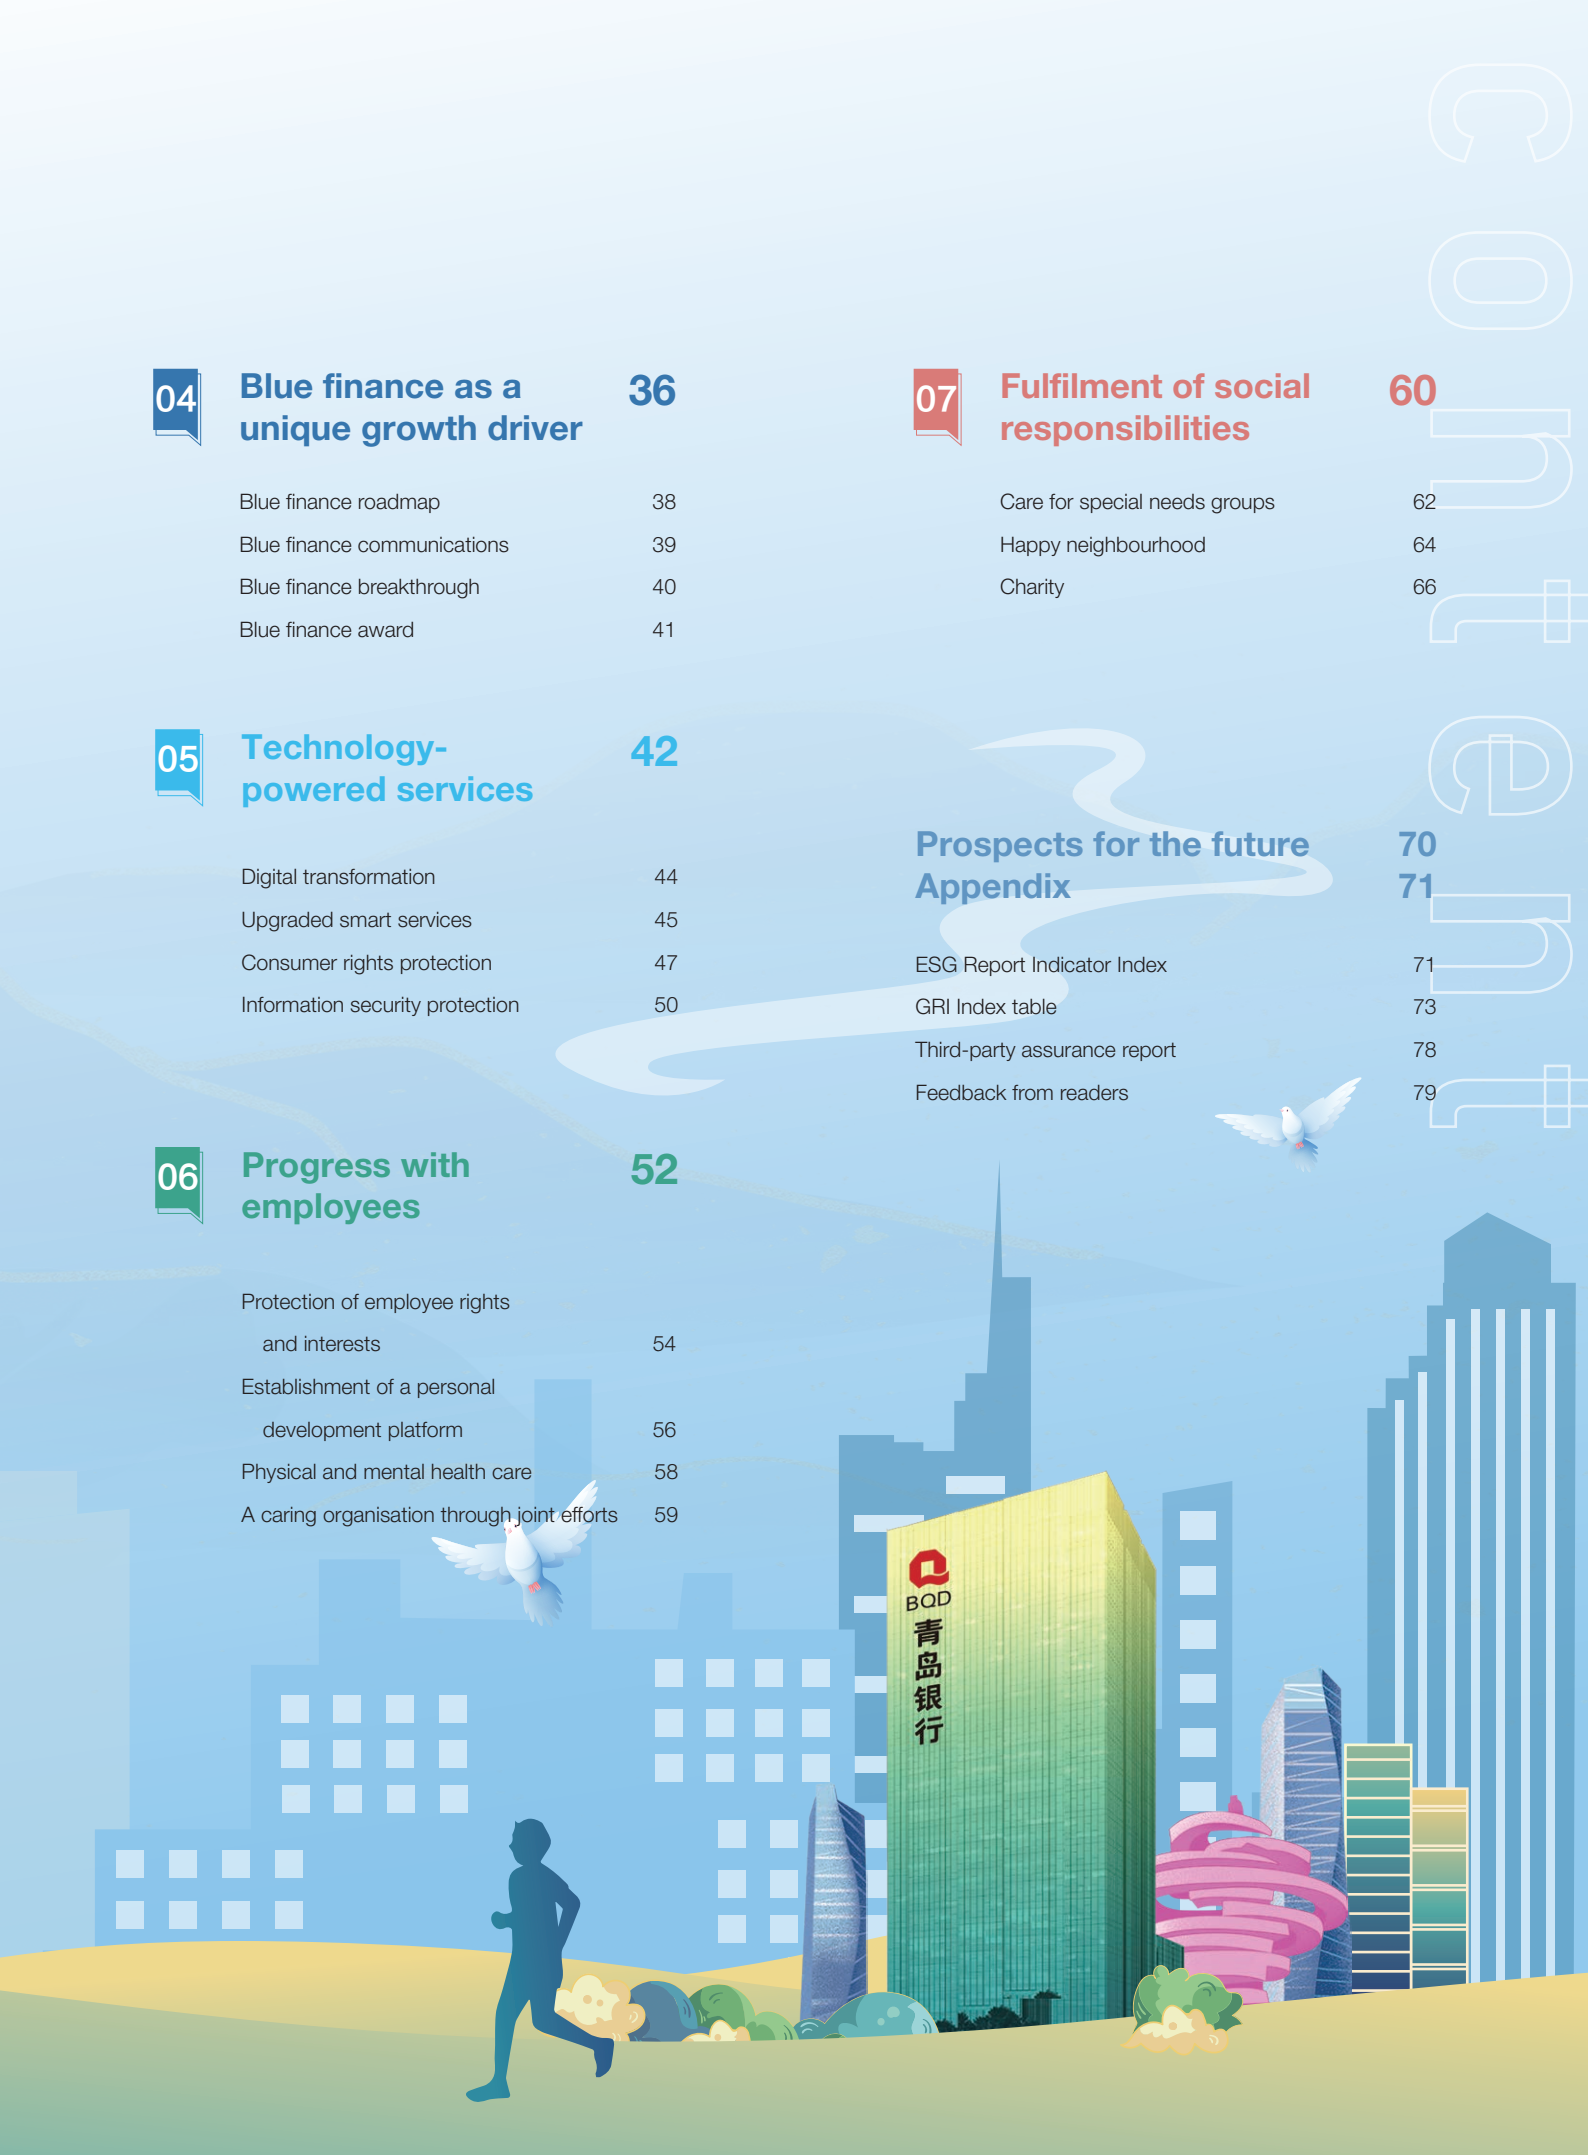 Content
04
Blue finance as a 36
unique growth driver
Blue finance roadmap 38
Blue finance communications 39
Blue finance breakthrough 40
Blue finance award 41
05
Technology- 42
powered services
Digital transformation 44
Upgraded smart services 45
Consumer rights protection 47
Information security protection 50
06
Progress with 52
employees
Protection of employee rights
and interests 54
Establishment of a personal
development platform 56
Physical and mental health care 58
A caring organisation through joint efforts 59
07
Fulfilment of social 60
responsibilities
Care for special needs groups 62
Happy neighbourhood 64
Charity 66
Prospects for the future 70
Appendix 71
ESG Report Indicator Index 71
GRI Index table 73
Third-party assurance report 78
Feedback from readers 79
BQD
青岛银行